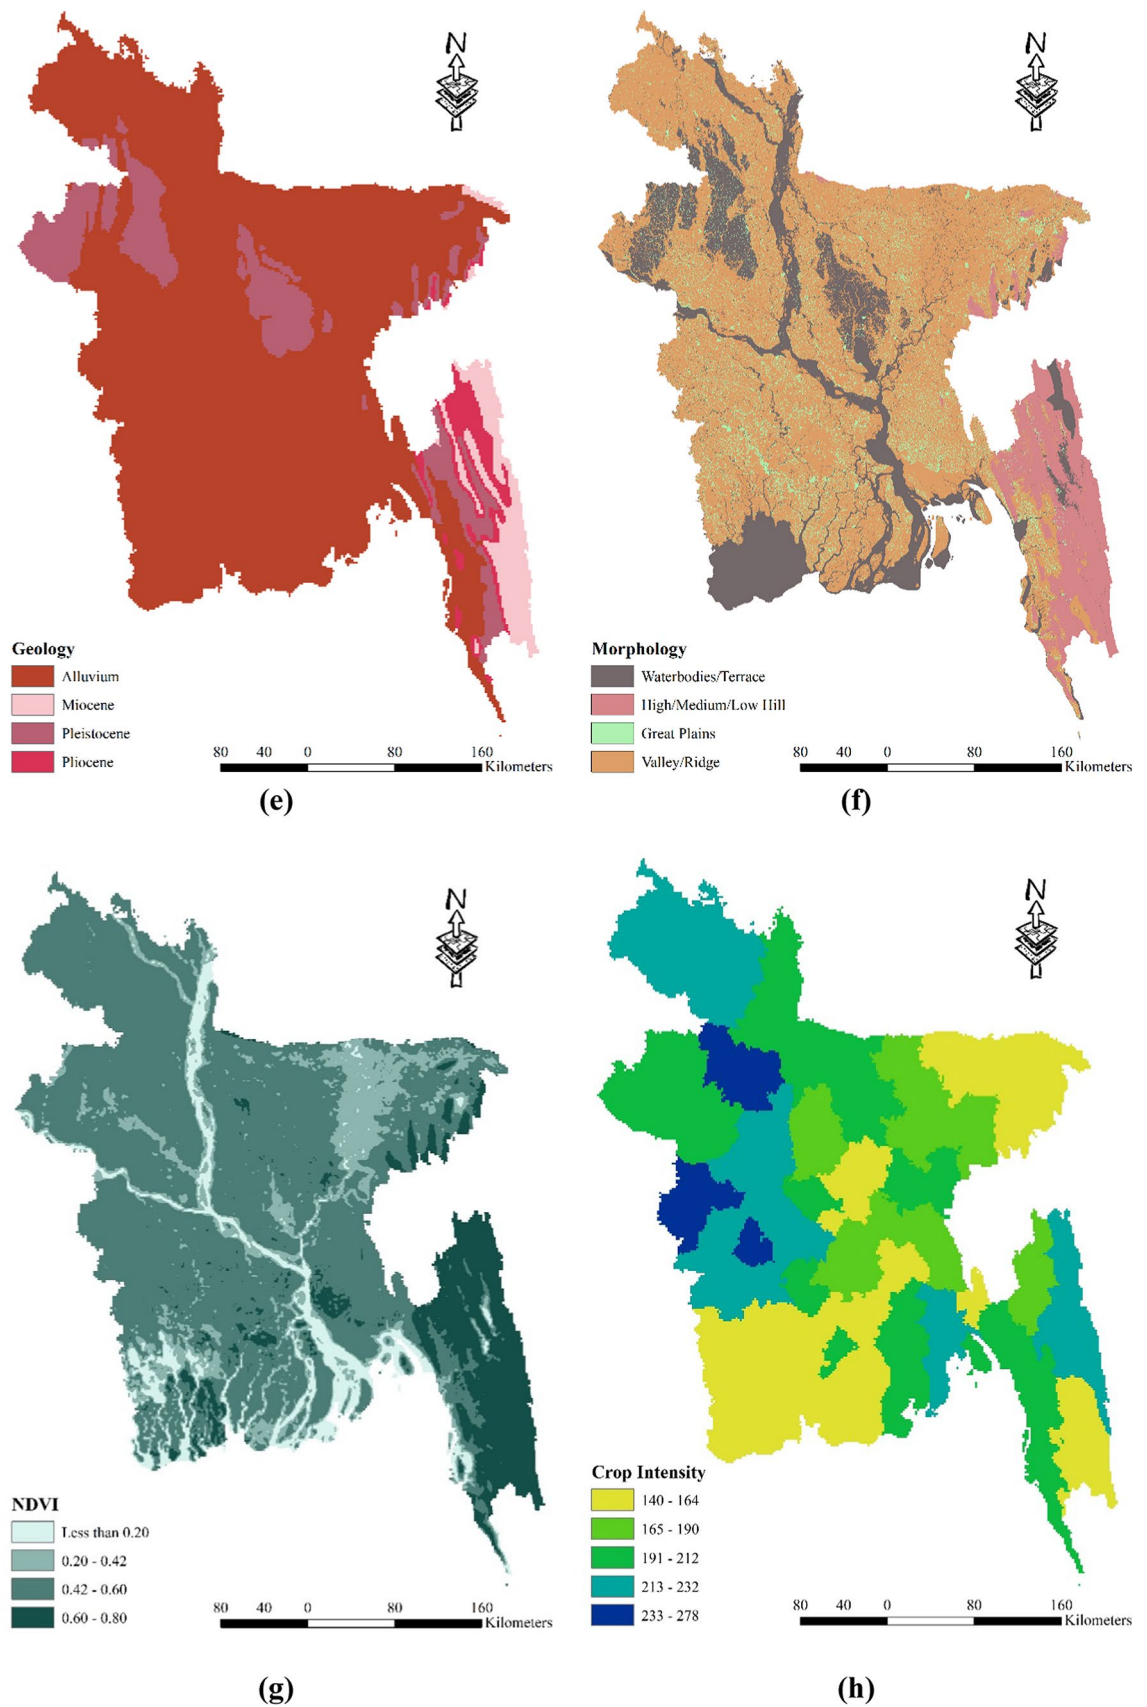 N
Geology
Alluvium
Miocene
Pleistocene
Pliocene
80 40 0 80 160
Kilometers
(e)
N
Morphology
Waterbodies/Terrace
High/Medium/Low Hill
Great Plains
Valley/Ridge
80 40 0 80 160
Kilometers
(f)
N
NDVI
Less than 0.20
0.20 - 0.42
0.42 - 0.60
0.60 - 0.80
80 40 0 80 160
Kilometers
(g)
N
Crop Intensity
140 - 164
165 - 190
191 - 212
213 - 232
233 - 278
80 40 0 80 160
Kilometers
(h)